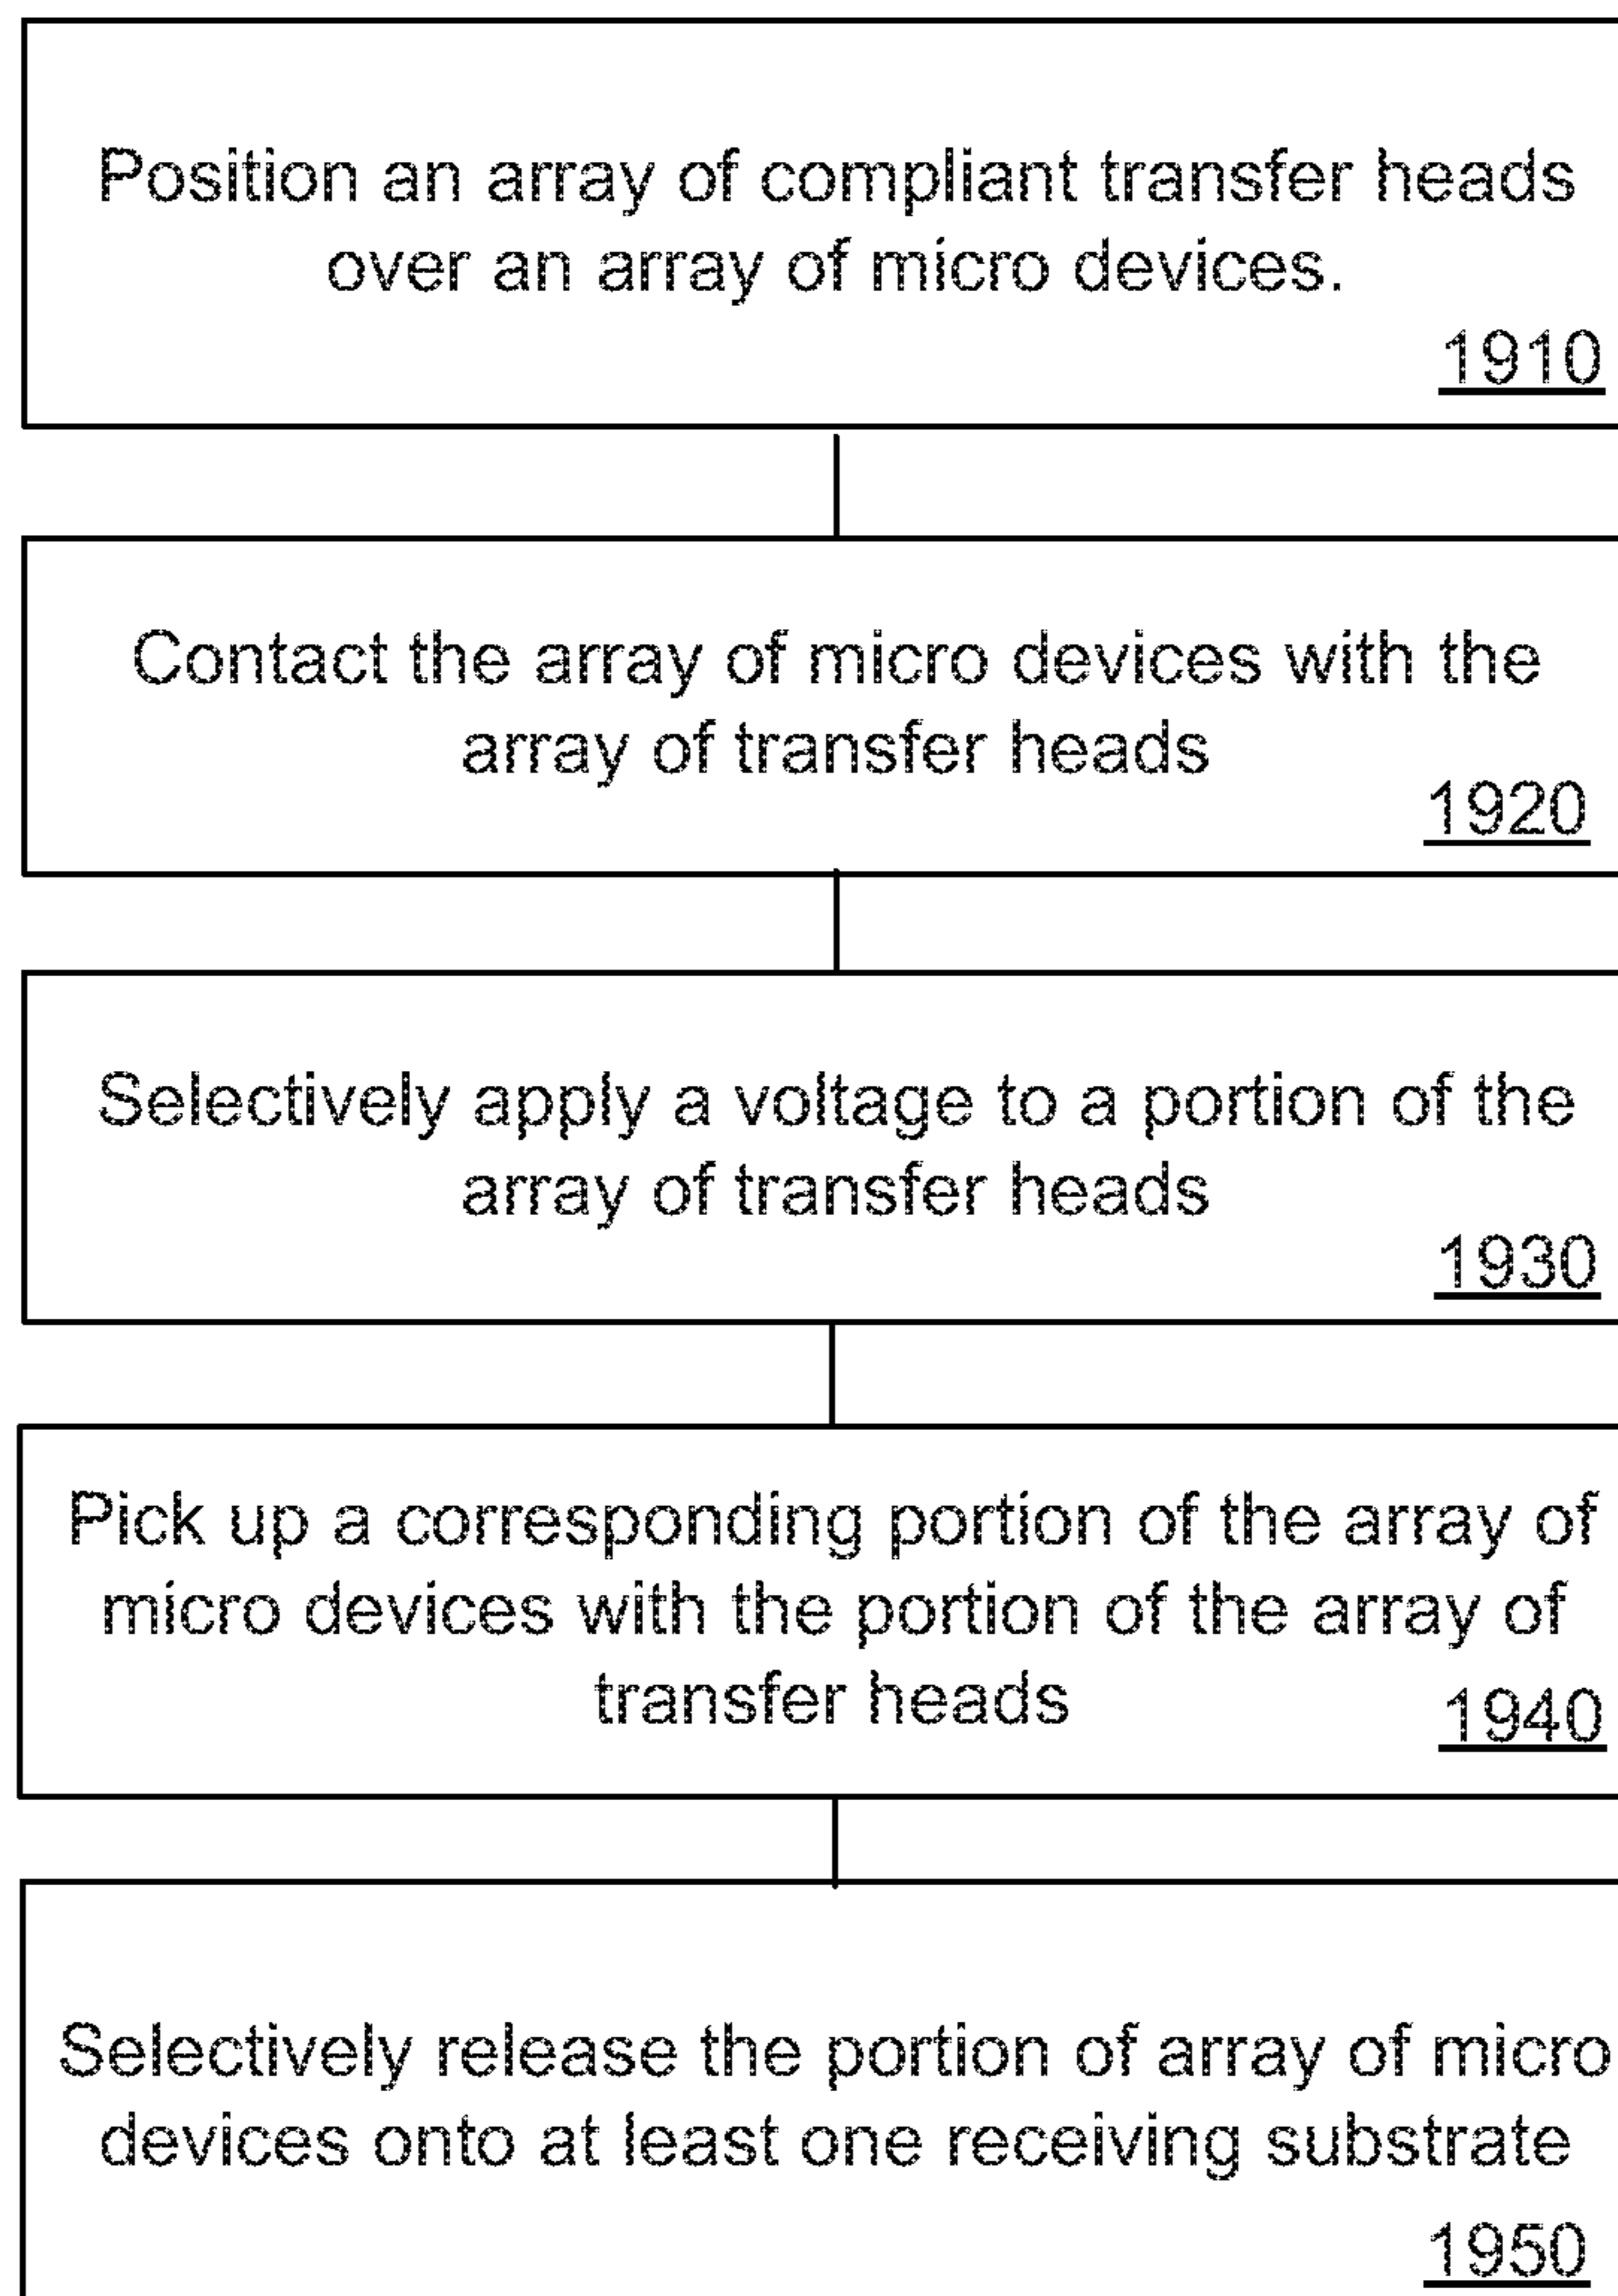 Position an array of compliant transfer heads
over an array of micro devices.
1910
Contact the array of micro devices with the
array of transfer heads
1920
Selectively apply a voltage to a portion of the
array of transfer heads
1930
Pick up a corresponding portion of the array of
micro devices with the portion of the array of
transfer heads
1940
Selectively release the portion of array of micro
devices onto at least one receiving substrate
1950